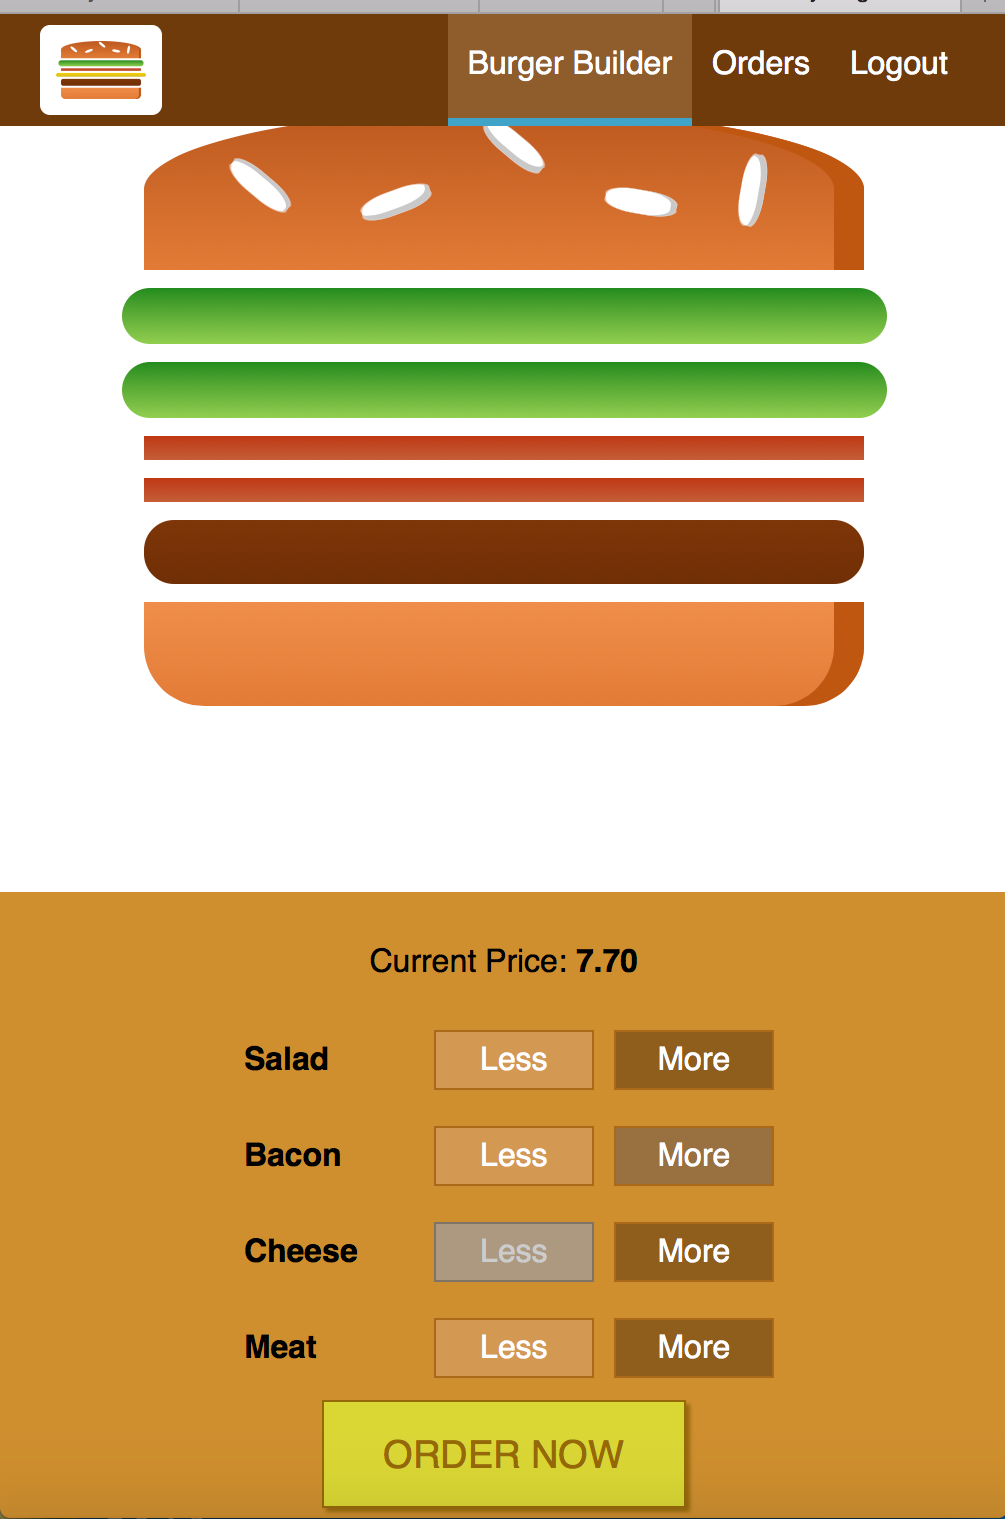 Burger Builder Orders Logout
Current Price: 7.70
Salad Less More
Bacon Less More
Cheese Less More
Meat Less More
ORDER NOW